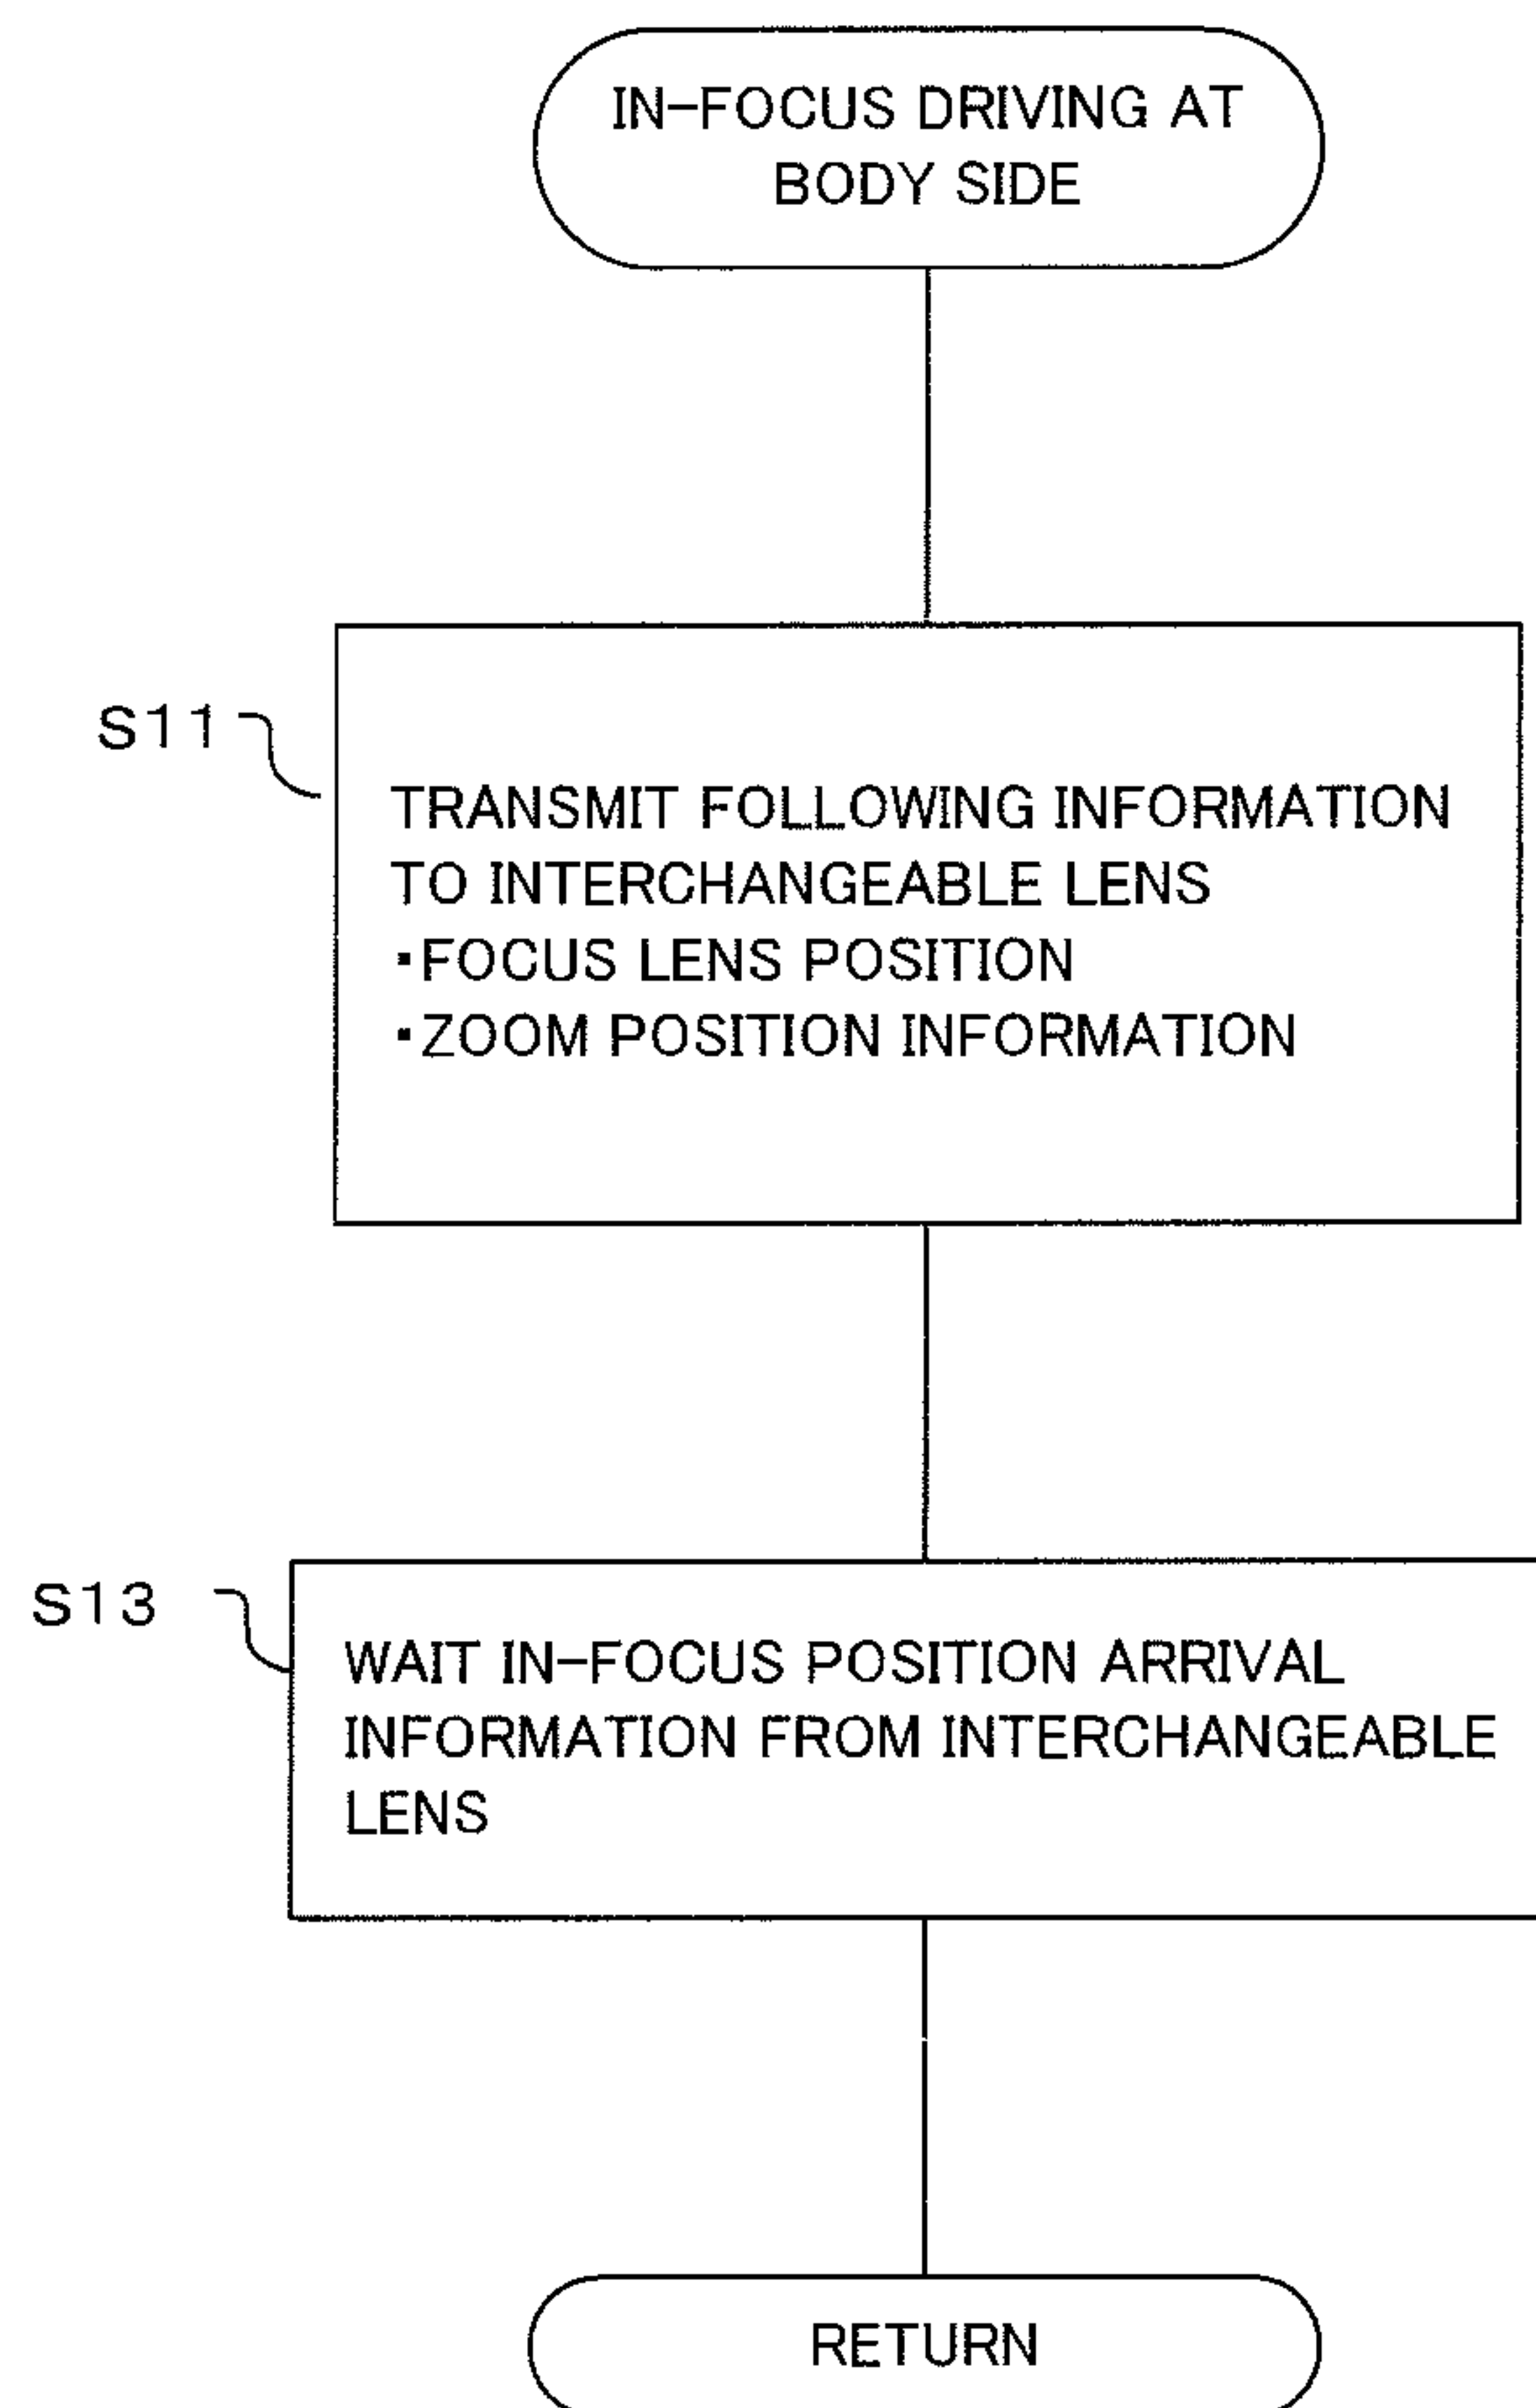 IN-FOCUS DRIVING AT
BODY SIDE
S11
TRANSMIT FOLLOWING INFORMATION
TO INTERCHANGEABLE LENS
・FOCUS LENS POSITION
・ZOOM POSITION INFORMATION
S13
WAIT IN-FOCUS POSITION ARRIVAL
INFORMATION FROM INTERCHANGEABLE
LENS
RETURN